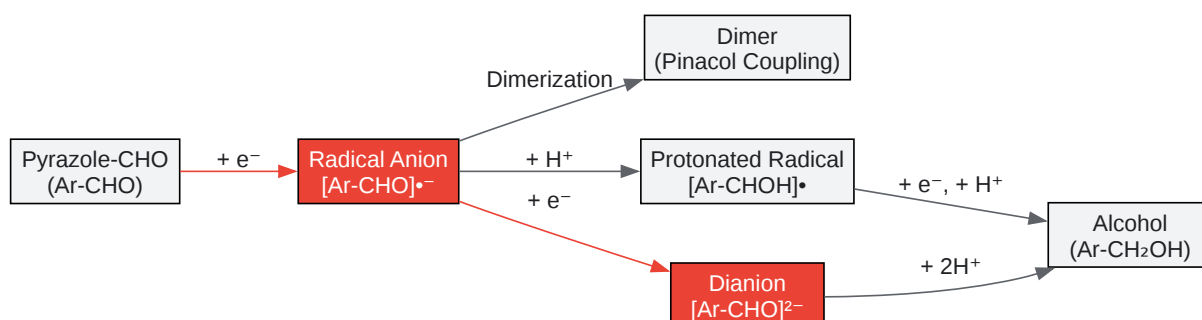 Dimer
(Pinacol Coupling)
Dimerization
Pyrazole-CHO
(Ar-CHO)
+ e⁻
Radical Anion
[Ar-CHO]•⁻
+ H⁺
Protonated Radical
[Ar-CHOH]•
+ e⁻, + H⁺
+ e⁻
Alcohol
(Ar-CH₂OH)
Dianion
[Ar-CHO]²⁻
+ 2H⁺